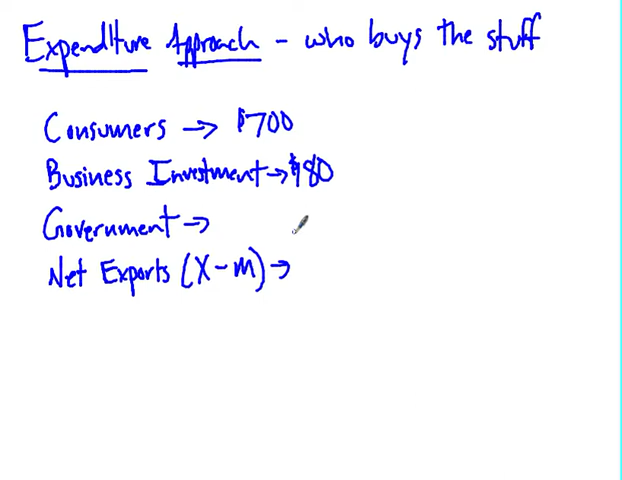 Expenditure Approach - who buys the stuff
Consumers → $700
Business Investment → $80
Government →
Net Exports (X-m) →